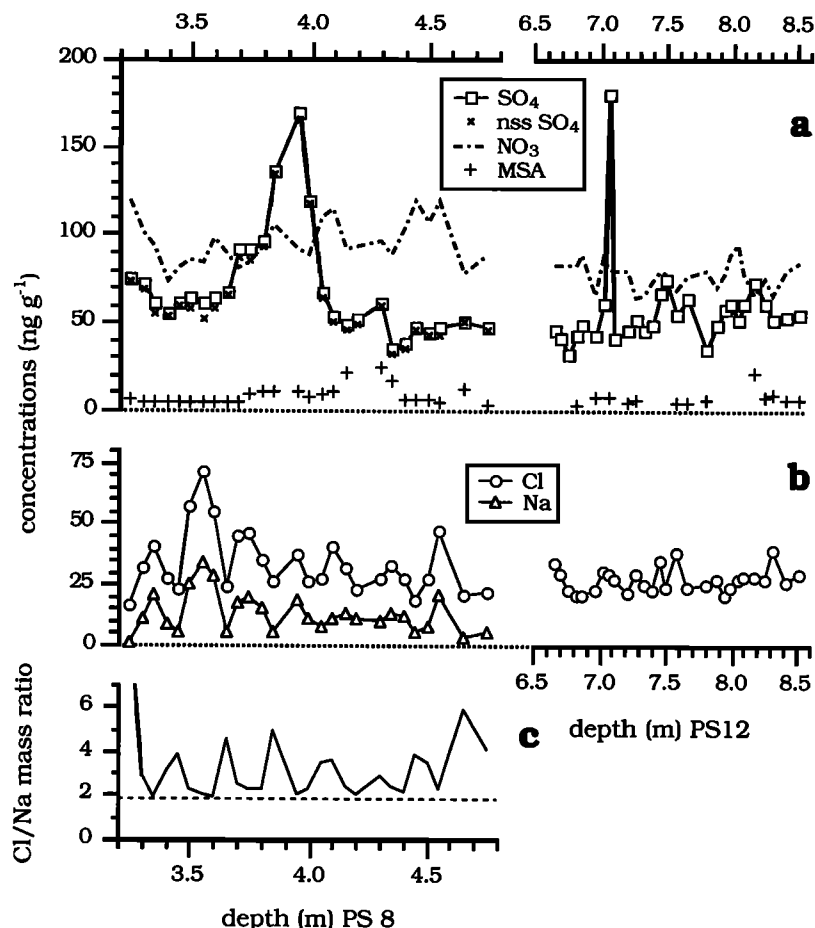 3.5 4.0 4.5 6.5 7.0 7.5 8.0 8.5
200
150
100
50
0
concentrations (ng g⁻¹)
SO₄
nss SO₄
NO₃
MSA
a
75
50
25
0
Cl
Na
b
6.5 7.0 7.5 8.0 8.5
depth (m) PS12
6
4
2
0
Cl/Na mass ratio
c
3.5 4.0 4.5
depth (m) PS 8